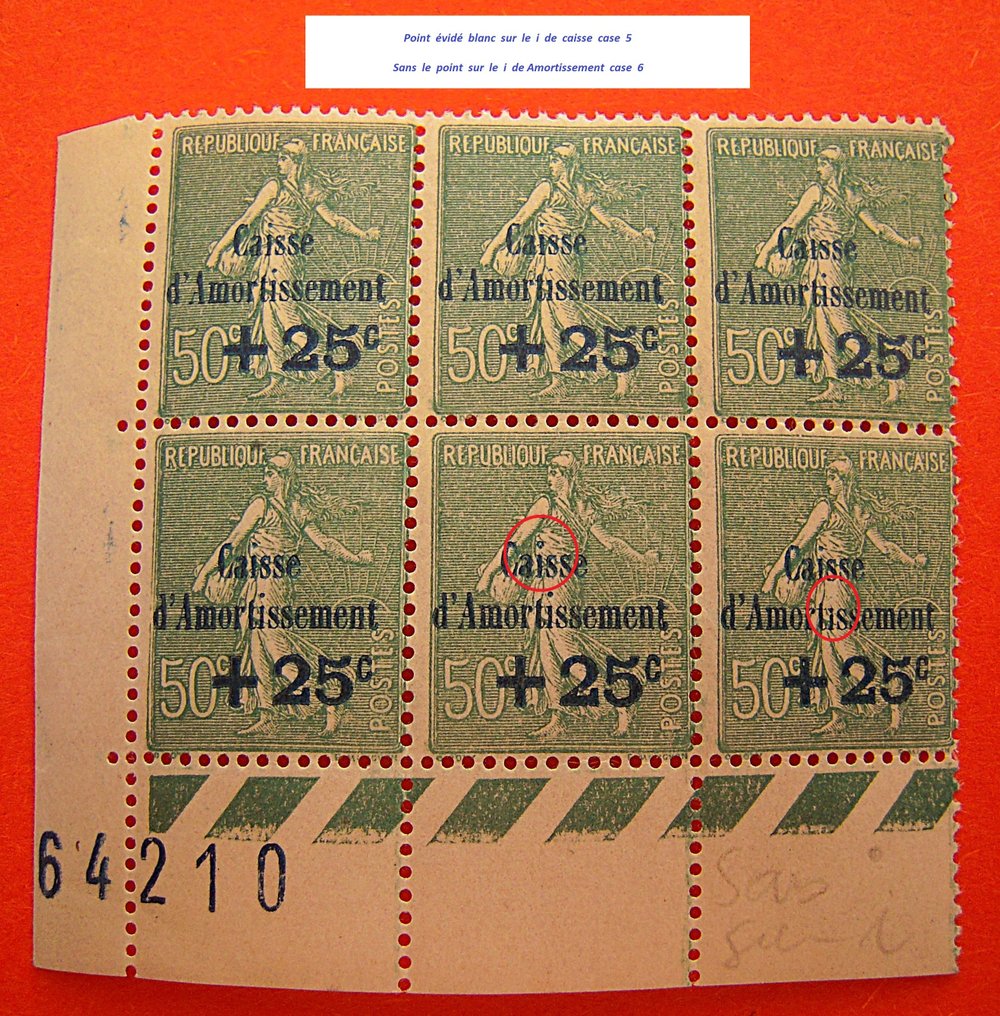 Point évidé blanc sur le i de caisse case 5
Sans le point sur le i de Amortissement case 6
REPUBLIQUE FRANÇAISE
Caisse
d'Amortissement
50c + 25c
POSTES
REPUBLIQUE FRANÇAISE
Caisse
d'Amortissement
50c + 25c
POSTES
REPUBLIQUE FRANÇAISE
Caisse
d'Amortissement
50c + 25c
POSTES
REPUBLIQUE FRANÇAISE
Caisse
d'Amortissement
50c + 25c
POSTES
REPUBLIQUE FRANÇAISE
Caisse
d'Amortissement
50c + 25c
POSTES
REPUBLIQUE FRANÇAISE
Caisse
d'Amortissement
50c + 25c
POSTES
64210
Sans
sur i